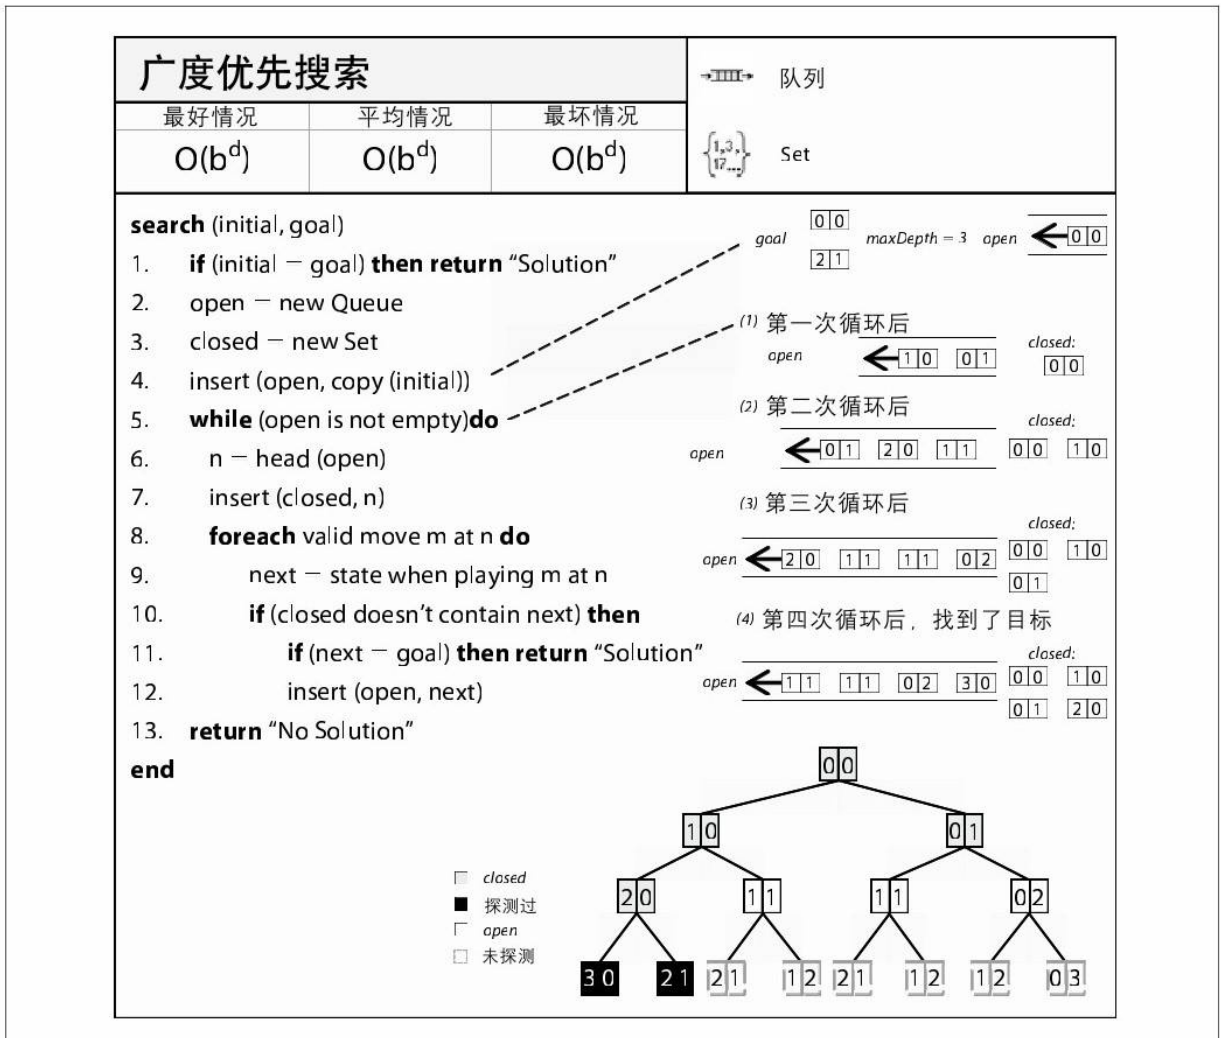 广度优先搜索
队列
最好情况 平均情况 最坏情况
O(b^d) O(b^d) O(b^d)
{1,3, 17...}
Set
search (initial, goal)
1. if (initial — goal) then return “Solution”
2. open — new Queue
3. closed — new Set
4. insert (open, copy (initial))
5. while (open is not empty)do
6. n — head (open)
7. insert (closed, n)
8. foreach valid move m at n do
9. next — state when playing m at n
10. if (closed doesn’t contain next) then
11. if (next — goal) then return “Solution”
12. insert (open, next)
13. return “No Solution”
end
0 0
goal maxDepth = 3 open 0 0
2 1
(1) 第一次循环后
closed:
open 1 0 0 1 0 0
(2) 第二次循环后
closed:
open 0 1 2 0 1 1 0 0 1 0
(3) 第三次循环后
closed:
open 2 0 1 1 1 1 0 2 0 0 1 0
0 1
(4) 第四次循环后，找到了目标
closed:
open 1 1 1 1 0 2 3 0 0 0 1 0
0 1 2 0
0 0
1 0 0 1
2 0 1 1 1 1 0 2
3 0 2 1 2 1 1 2 2 1 1 2 1 2 0 3
closed
探测过
open
未探测